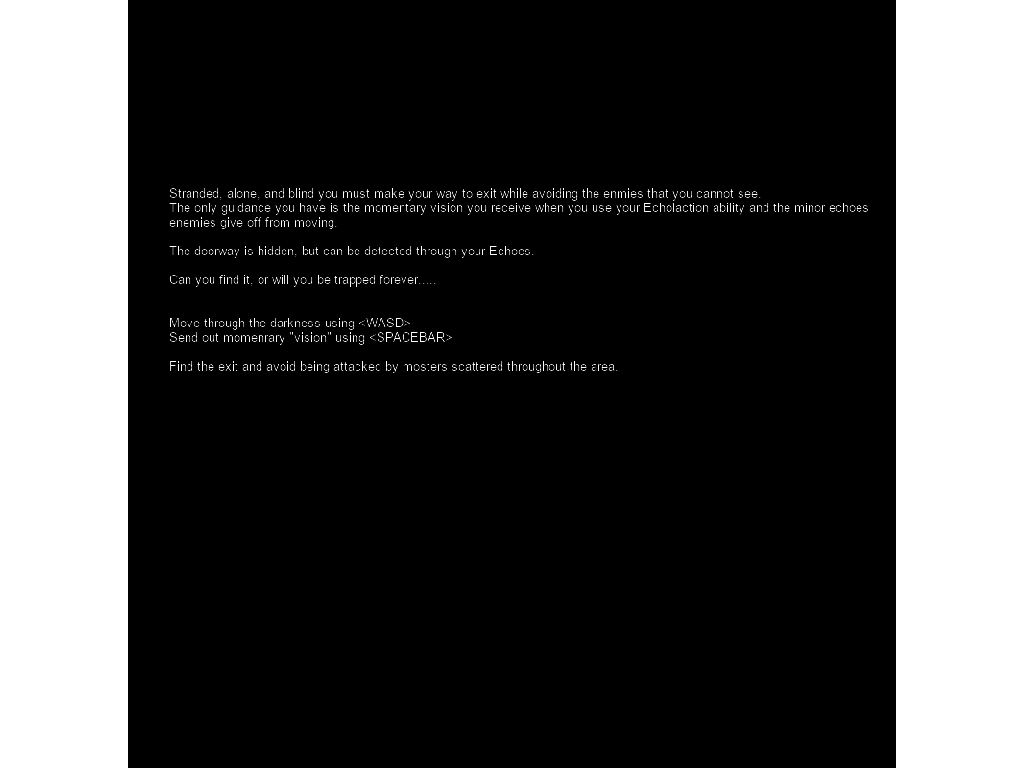 Stranded, alone, and blind you must make your way to exit while avoiding the enmies that you cannot see.
The only guidance you have is the momentary vision you receive when you use your Echolaction ability and the minor echoes
enemies give off from moving.
The doorway is hidden, but can be detected through your Echoes.
Can you find it, or will you be trapped forever.....
Move through the darkness using <WASD>
Send out momenrary "vision" using <SPACEBAR>
Find the exit and avoid being attacked by mosters scattered throughout the area.